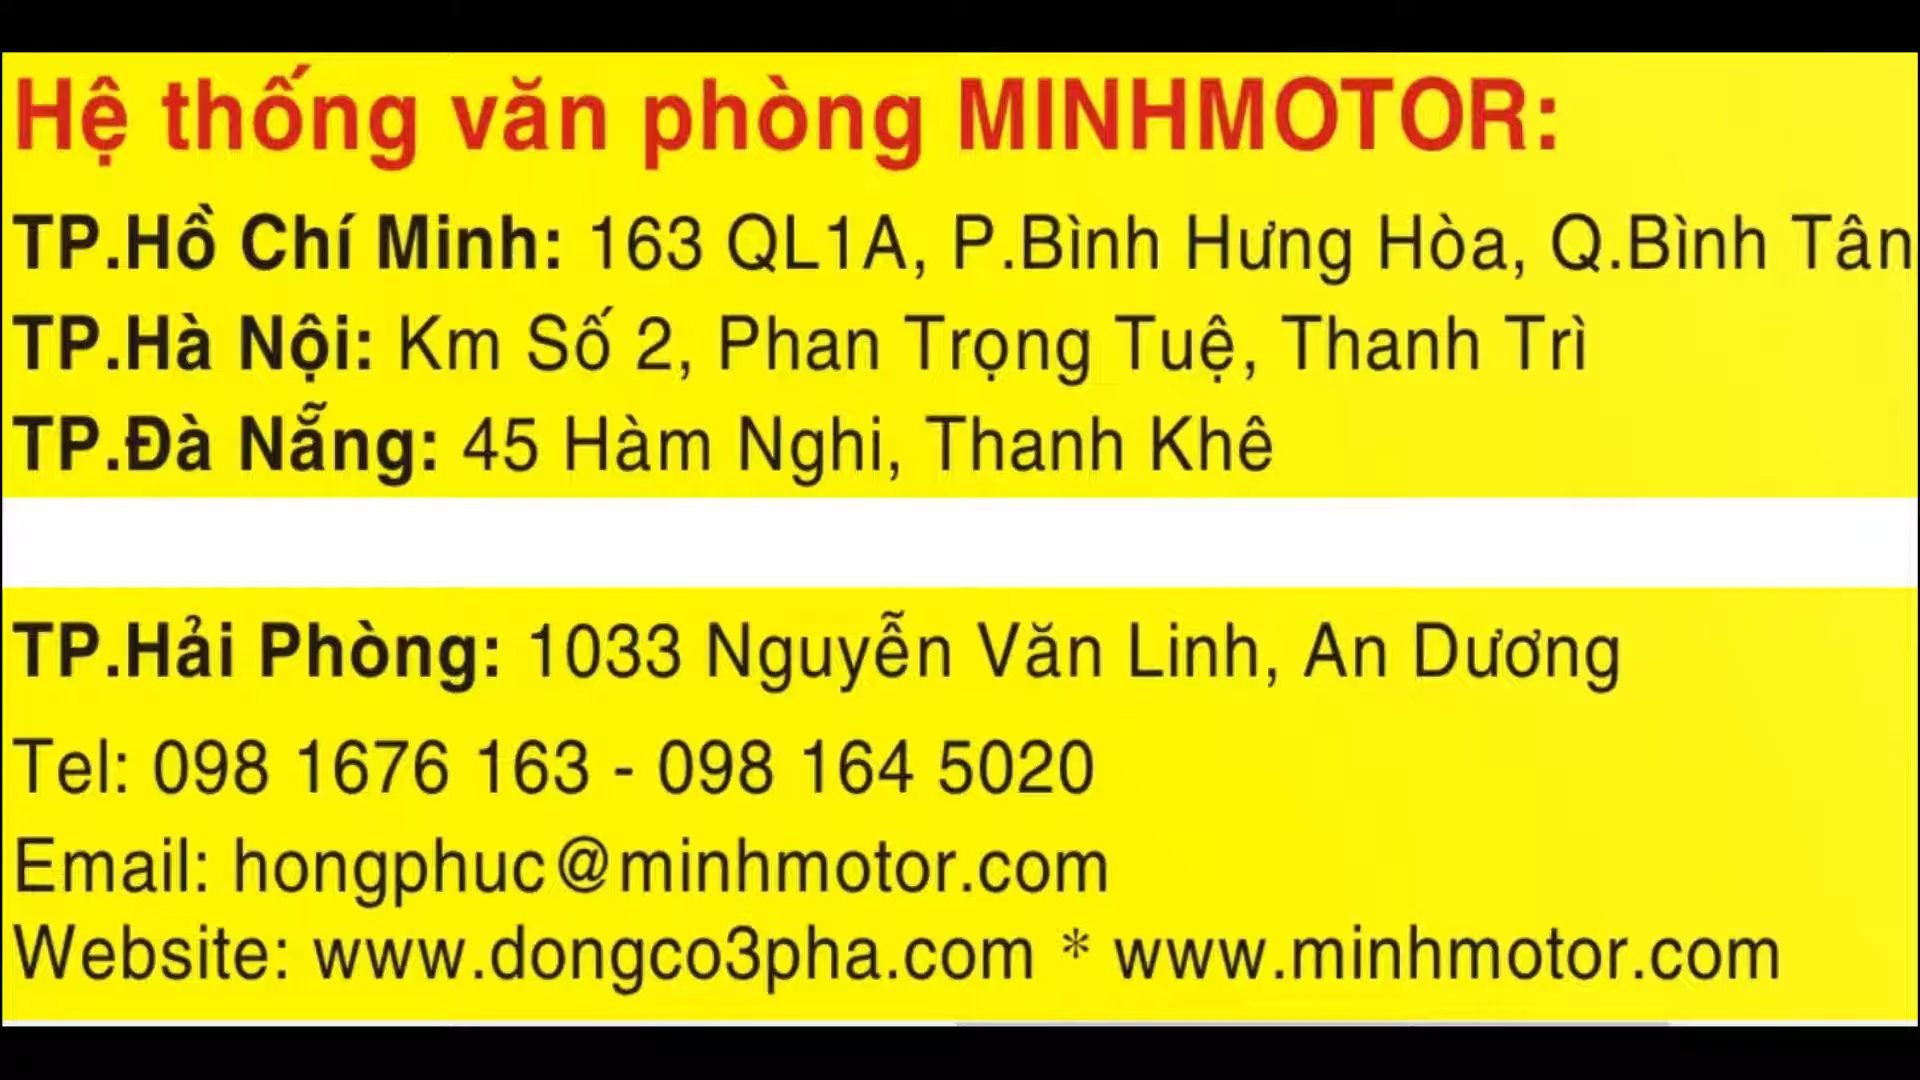 Hệ thống văn phòng MINHMOTOR:
TP.Hồ Chí Minh: 163 QL1A, P.Bình Hưng Hòa, Q.Bình Tân
TP.Hà Nội: Km Số 2, Phan Trọng Tuệ, Thanh Trì
TP.Đà Nẵng: 45 Hàm Nghi, Thanh Khê
TP.Hải Phòng: 1033 Nguyễn Văn Linh, An Dương
Tel: 098 1676 163 - 098 164 5020
Email: hongphuc@minhmotor.com
Website: www.dongco3pha.com * www.minhmotor.com